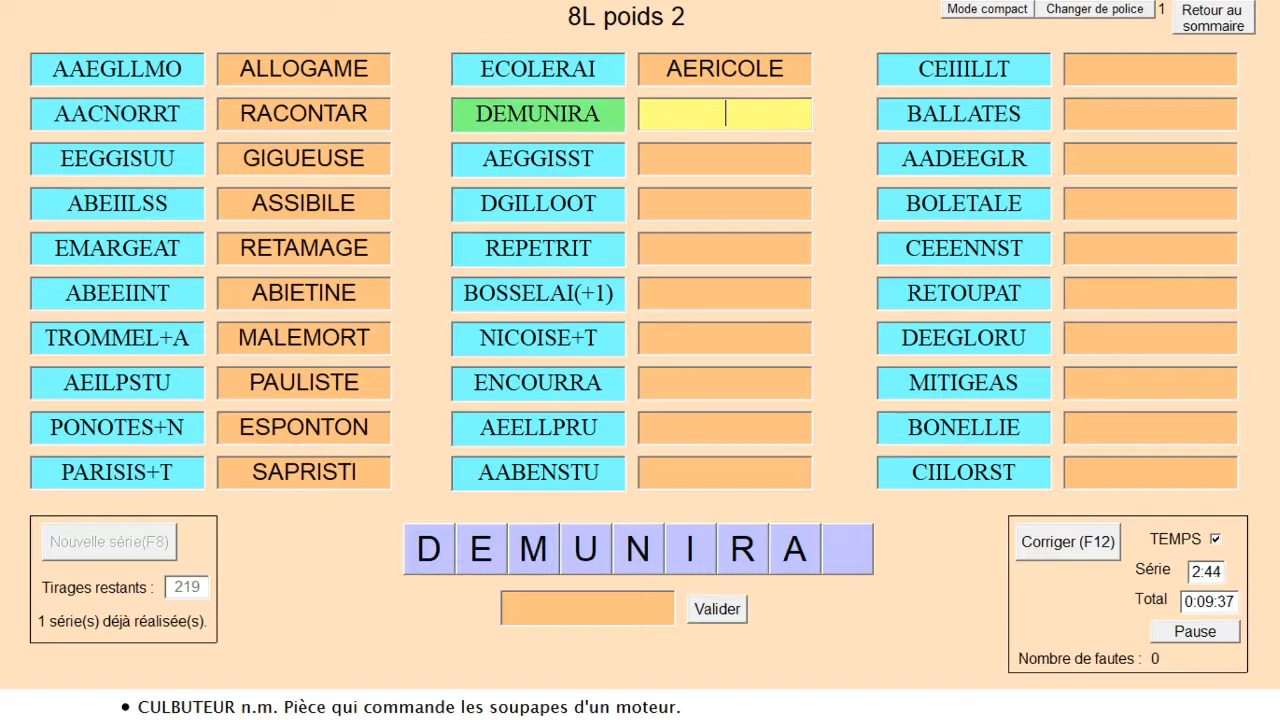 8L poids 2
Mode compact Changer de police 1 Retour au sommaire
AAEGLLMO ALLOGAME ECOLERAI AERICOLE CEIIILLT
AACNORRT RACONTAR DEMUNIRA BALLATES
EEGGISUU GIGUEUSE AEGGISST AADEEGLR
ABEIILSS ASSIBILE DGILLOOT BOLETALE
EMARGEAT RETAMAGE REPETRIT CEEENNST
ABEEIINT ABIETINE BOSSELAI(+1) RETOUPAT
TROMMEL+A MALEMORT NICOISE+T DEEGLORU
AEILPSTU PAULISTE ENCOURRA MITIGEAS
PONOTES+N ESPONTON AEELLPRU BONELLIE
PARISIS+T SAPRISTI AABENSTU CIILORST
Nouvelle série(F8)
Tirages restants : 219
1 série(s) déjà réalisée(s).
D E M U N I R A
Valider
Corriger (F12) TEMPS
Série 2:44
Total 0:09:37
Pause
Nombre de fautes : 0
• CULBUTEUR n.m. Pièce qui commande les soupapes d'un moteur.